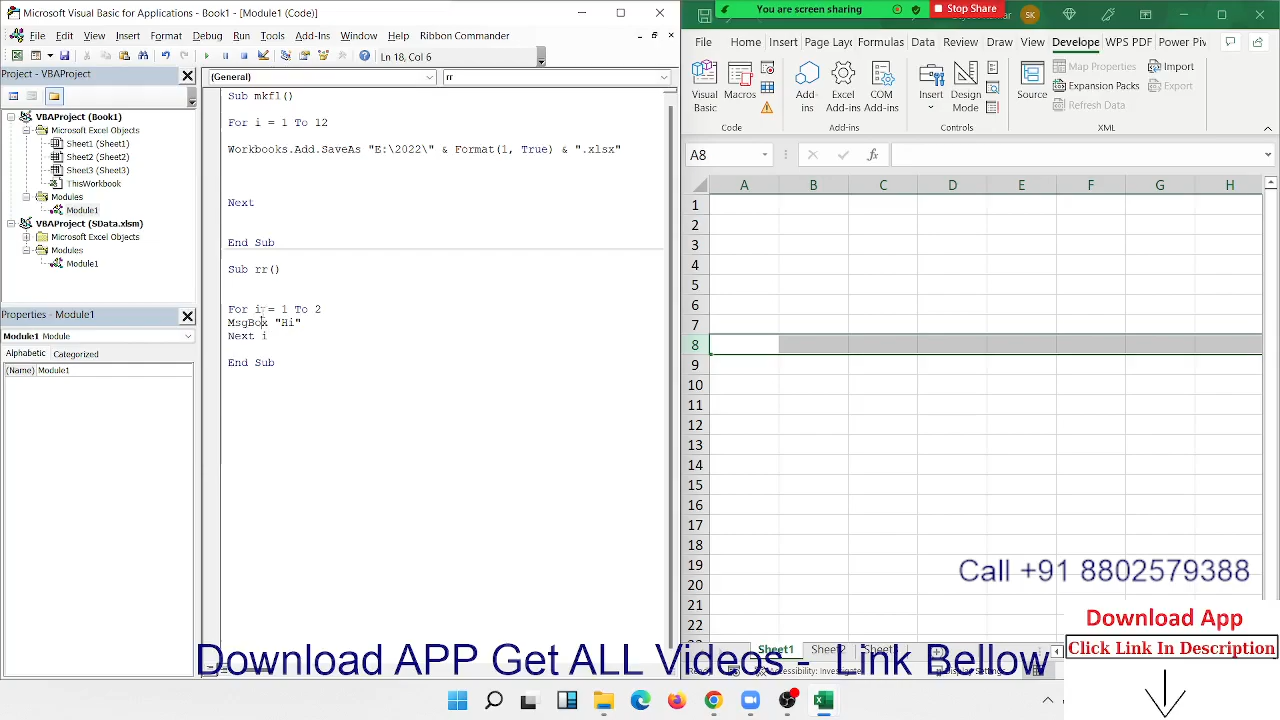 Microsoft Visual Basic for Applications - Book1 - [Module1 (Code)]
You are screen sharing
Stop Share
SK
File Edit View Insert Format Debug Run Tools Add-Ins Window Help Ribbon Commander
Ln 18, Col 6
File Home Insert Page Layo Formulas Data Review Draw View Develope WPS PDF Power Piv
Project - VBAProject
VBAProject (Book1)
Microsoft Excel Objects
Sheet1 (Sheet1)
Sheet2 (Sheet2)
Sheet3 (Sheet3)
ThisWorkbook
Modules
Module1
VBAProject (SData.xlsm)
Microsoft Excel Objects
Modules
Module1
Properties - Module1
Module1 Module
Alphabetic Categorized
(Name) Module1
(General)
rr
Sub mkfl()
For i = 1 To 12
Workbooks.Add.SaveAs "E:\2022\" & Format(1, True) & ".xlsx"
Next
End Sub
Sub rr()
For i = 1 To 2
MsgBox "Hi"
Next i
End Sub
Visual Basic
Macros
Code
Add-ins
Excel Add-ins
COM Add-ins
Add-ins
Insert
Design Mode
Controls
Source
Map Properties
Expansion Packs
Refresh Data
Import
Export
XML
A8
fx
A B C D E F G H
1
2
3
4
5
6
7
8
9
10
11
12
13
14
15
16
17
18
19
20
21
22
Call +91 8802579388
Download App
Click Link In Description
Sheet1
Download APP Get ALL Videos - Link Bellow